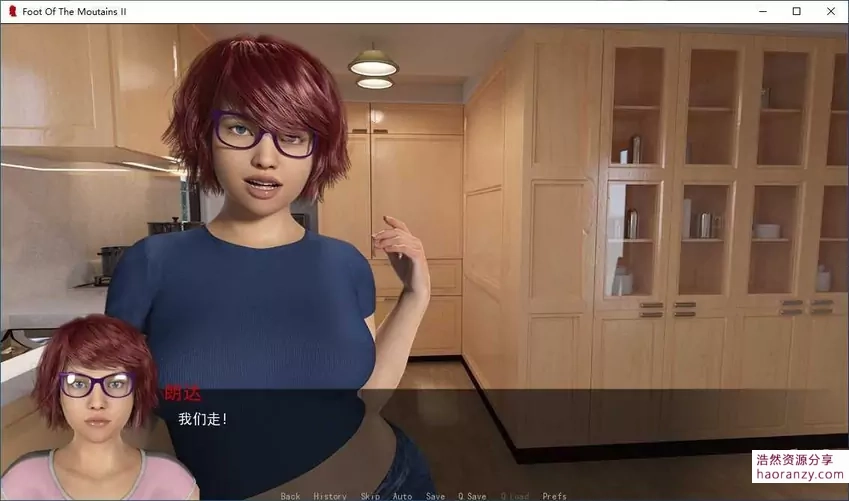 Foot Of The Moutains II
朗达
我们走!
Back History Skip Auto Save Q.Save Q.Load Prefs
浩然资源分享
haoranzy.com